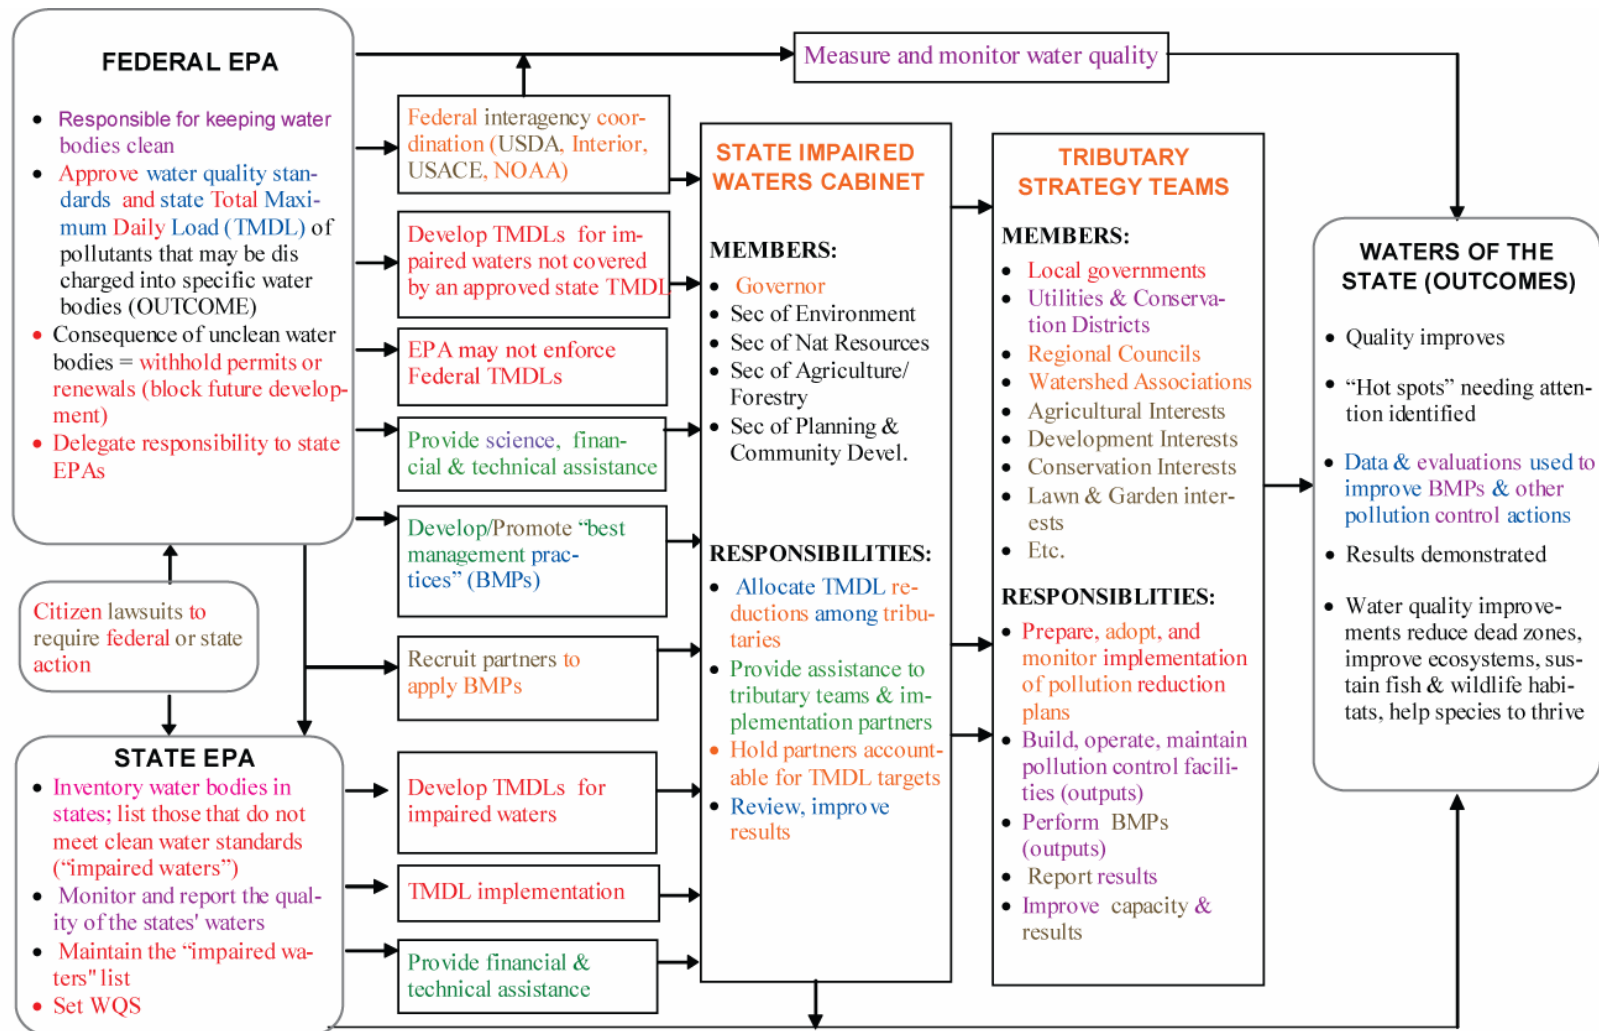 FEDERAL EPA
• Responsible for keeping water
bodies clean
• Approve water quality stan-
dards and state Total Maxi-
mum Daily Load (TMDL) of
pollutants that may be dis
charged into specific water
bodies (OUTCOME)
• Consequence of unclean water
bodies = withhold permits or
renewals (block future develop-
ment)
• Delegate responsibility to state
EPAs
Citizen lawsuits to
require federal or state
action
STATE EPA
• Inventory water bodies in
states; list those that do not
meet clean water standards
(“impaired waters”)
• Monitor and report the qual-
ity of the states' waters
• Maintain the “impaired wa-
ters" list
• Set WQS
Measure and monitor water quality
Federal interagency coor-
dination (USDA, Interior,
USACE, NOAA)
Develop TMDLs for im-
paired waters not covered
by an approved state TMDL
EPA may not enforce
Federal TMDLs
Provide science, finan-
cial & technical assistance
Develop/Promote “best
management prac-
tices” (BMPs)
Recruit partners to
apply BMPs
Develop TMDLs for
impaired waters
TMDL implementation
Provide financial &
technical assistance
STATE IMPAIRED
WATERS CABINET
MEMBERS:
• Governor
• Sec of Environment
• Sec of Nat Resources
• Sec of Agriculture/
Forestry
• Sec of Planning &
Community Devel.
RESPONSIBILITIES:
• Allocate TMDL re-
ductions among tribu-
taries
• Provide assistance to
tributary teams & im-
plementation partners
• Hold partners account-
able for TMDL targets
• Review, improve
results
TRIBUTARY
STRATEGY TEAMS
MEMBERS:
• Local governments
• Utilities & Conserva-
tion Districts
• Regional Councils
• Watershed Associations
• Agricultural Interests
• Development Interests
• Conservation Interests
• Lawn & Garden inter-
ests
• Etc.
RESPONSIBLITIES:
• Prepare, adopt, and
monitor implementation
of pollution reduction
plans
• Build, operate, maintain
pollution control facili-
ties (outputs)
• Perform BMPs
(outputs)
• Report results
• Improve capacity &
results
WATERS OF THE
STATE (OUTCOMES)
• Quality improves
• “Hot spots” needing atten-
tion identified
• Data & evaluations used to
improve BMPs & other
pollution control actions
• Results demonstrated
• Water quality improve-
ments reduce dead zones,
improve ecosystems, sus-
tain fish & wildlife habi-
tats, help species to thrive